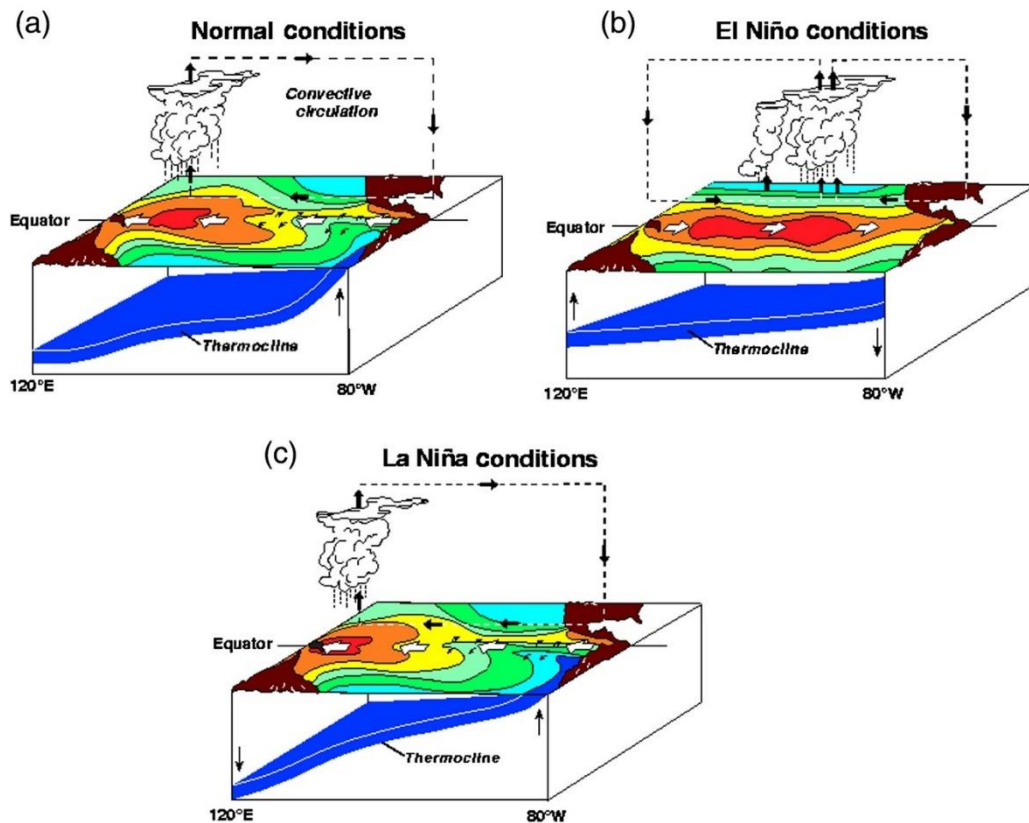 (a)
Normal conditions
Convective
circulation
Equator
Thermocline
120°E
80°W
(b)
El Niño conditions
Equator
Thermocline
120°E
80°W
(c)
La Niña conditions
Equator
Thermocline
120°E
80°W